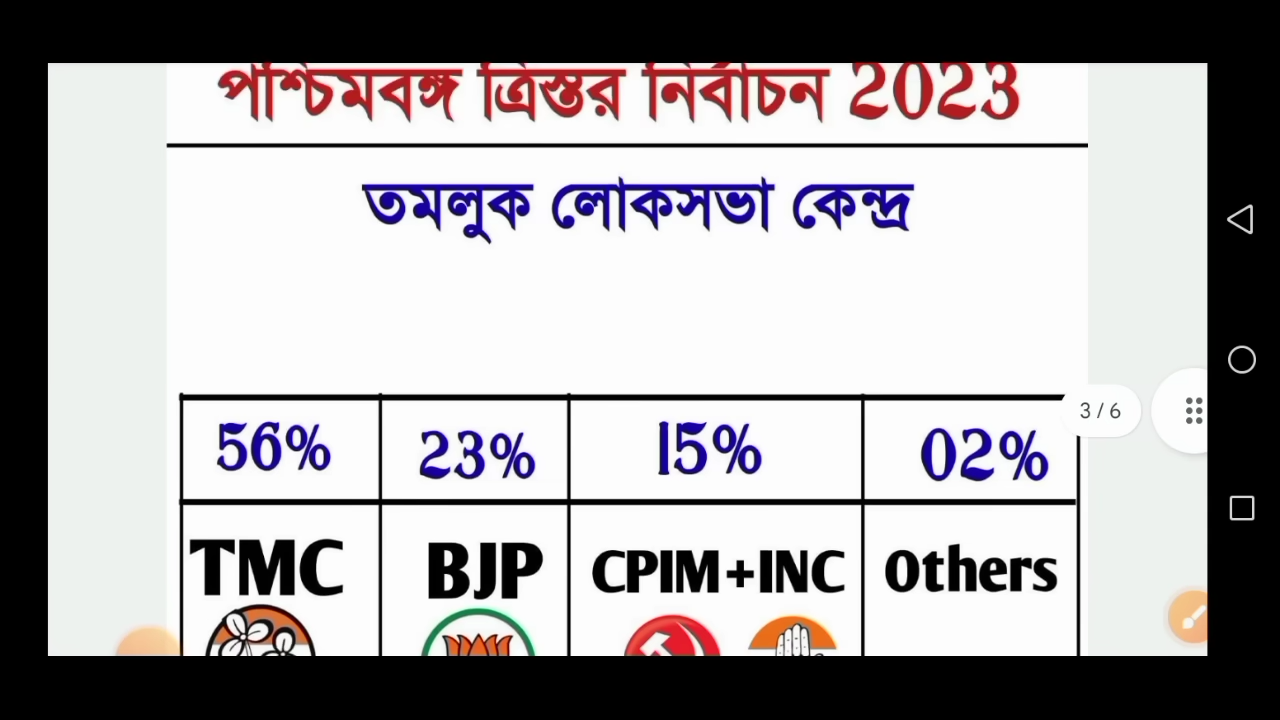 পশ্চিমবঙ্গ ত্রিস্তর নির্বাচন 2023
তমলুক লোকসভা কেন্দ্র
56% 23% 15% 02%
3 / 6
TMC BJP CPIM+INC Others